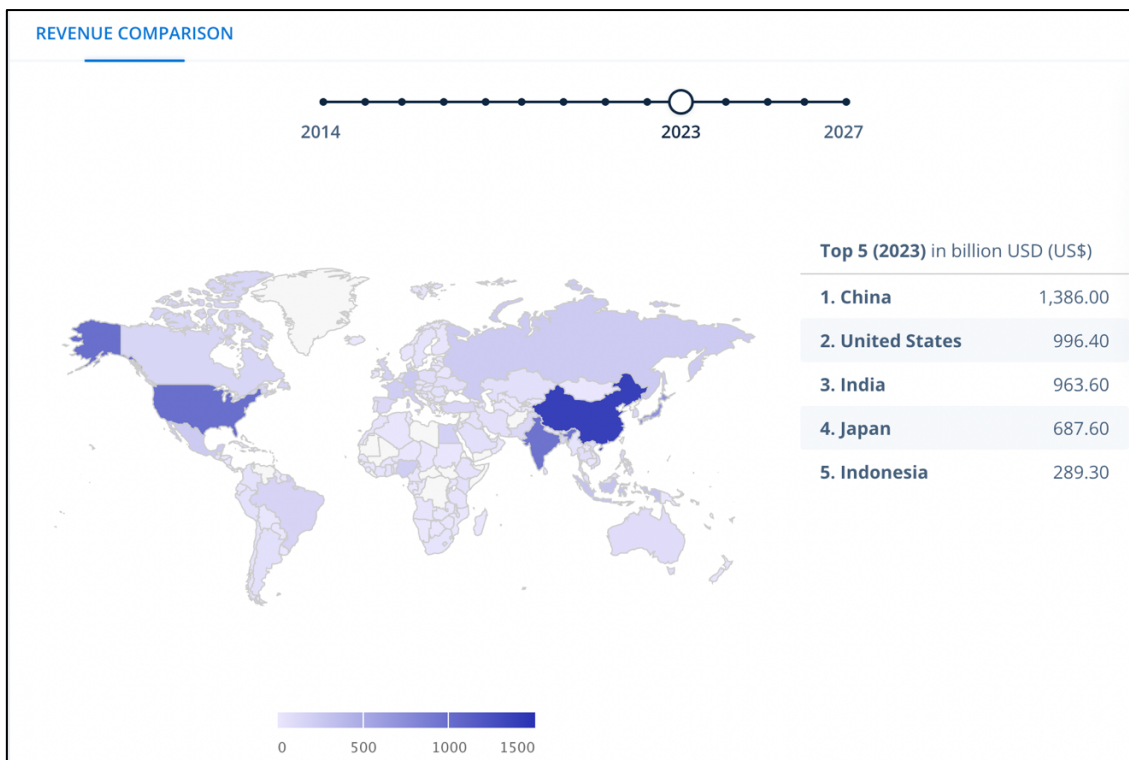 REVENUE COMPARISON
2014 2023 2027
Top 5 (2023) in billion USD (US$)
1. China 1,386.00
2. United States 996.40
3. India 963.60
4. Japan 687.60
5. Indonesia 289.30
0 500 1000 1500